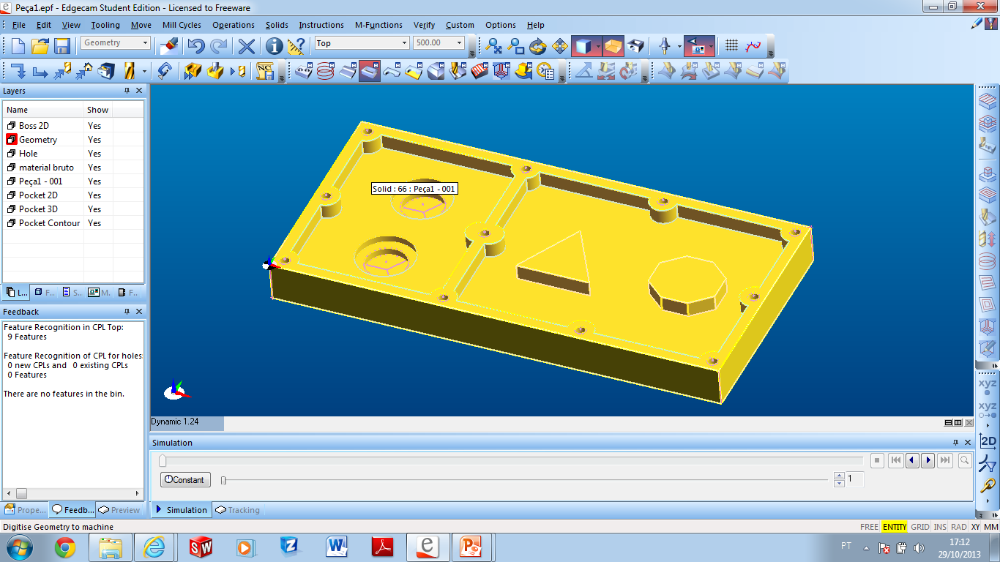 Peça1.epf - Edgecam Student Edition - Licensed to Freeware
File Edit View Tooling Move Mill Cycles Operations Solids Instructions M-Functions Verify Custom Options Help
Geometry Top 500.00
Layers
Name Show
Boss 2D Yes
Geometry Yes
Hole Yes
material bruto Yes
Peça1 - 001 Yes
Pocket 2D Yes
Pocket 3D Yes
Pocket Contour Yes
L... F.. S.. M. F..
Feedback
Feature Recognition in CPL Top:
9 Features
Feature Recognition of CPL for holes:
0 new CPLs and 0 existing CPLs
0 Features
There are no features in the bin.
Prope... Feedb... Preview
Solid : 66 : Peça1 - 001
Dynamic 1.24
Simulation
Constant 1
Simulation Tracking
xyz
xyz
2D
Digitise Geometry to machine
FREE ENTITY GRID INS RAD XY MM
PT
17:12
29/10/2013